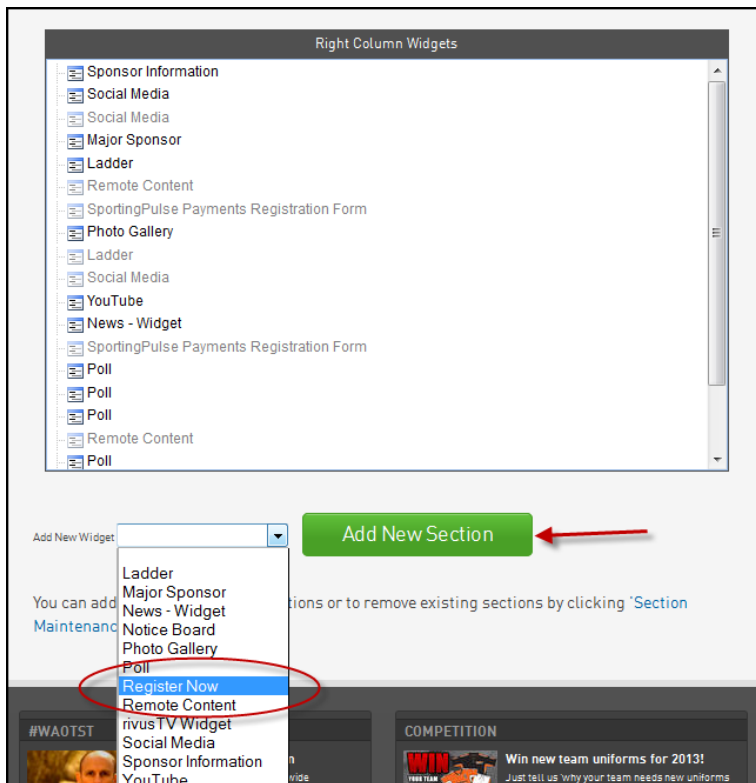 Right Column Widgets
Sponsor Information
Social Media
Social Media
Major Sponsor
Ladder
Remote Content
SportingPulse Payments Registration Form
Photo Gallery
Ladder
Social Media
YouTube
News - Widget
SportingPulse Payments Registration Form
Poll
Poll
Poll
Remote Content
Poll
Add New Widget
Add New Section
Ladder
Major Sponsor
News - Widget
Notice Board
Photo Gallery
Poll
Register Now
Remote Content
rivusTV Widget
Social Media
Sponsor Information
YouTube
You can add tions or to remove existing sections by clicking 'Section
Maintenanc
#WAOTST
wide
COMPETITION
WIN
YOUR TEAM
Win new team uniforms for 2013!
Just tell us 'why your team needs new uniforms